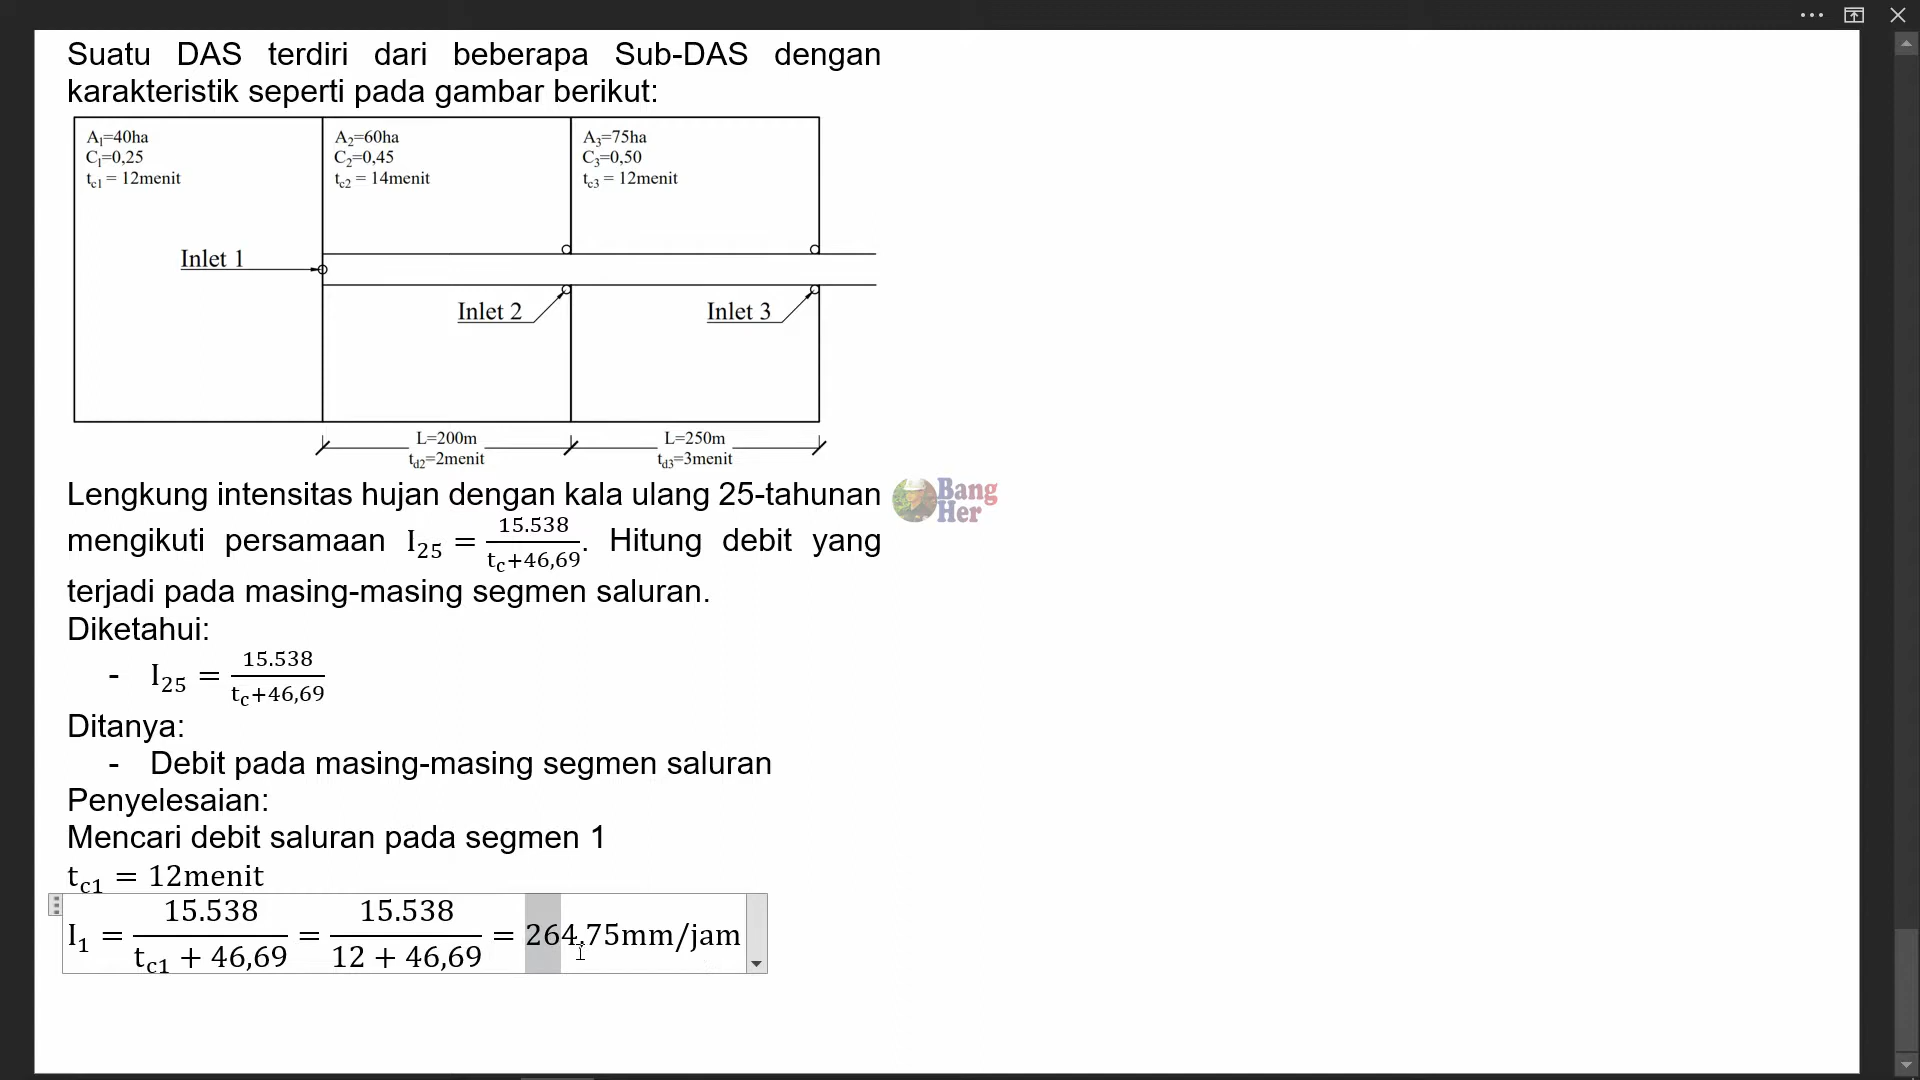 Suatu DAS terdiri dari beberapa Sub-DAS dengan
karakteristik seperti pada gambar berikut:
A1=40ha
C1=0,25
tc1 = 12menit
A2=60ha
C2=0,45
tc2 = 14menit
A3=75ha
C3=0,50
tc3 = 12menit
Inlet 1
Inlet 2
Inlet 3
L=200m
td2=2menit
L=250m
td3=3menit
Lengkung intensitas hujan dengan kala ulang 25-tahunan
mengikuti persamaan I25 = 15.538/(tc+46,69). Hitung debit yang
terjadi pada masing-masing segmen saluran.
Bang
Her
Diketahui:
- I25 = 15.538/(tc+46,69)
Ditanya:
- Debit pada masing-masing segmen saluran
Penyelesaian:
Mencari debit saluran pada segmen 1
tc1 = 12menit
I1 = 15.538/(tc1 + 46,69) = 15.538/(12 + 46,69) = 264.75mm/jam